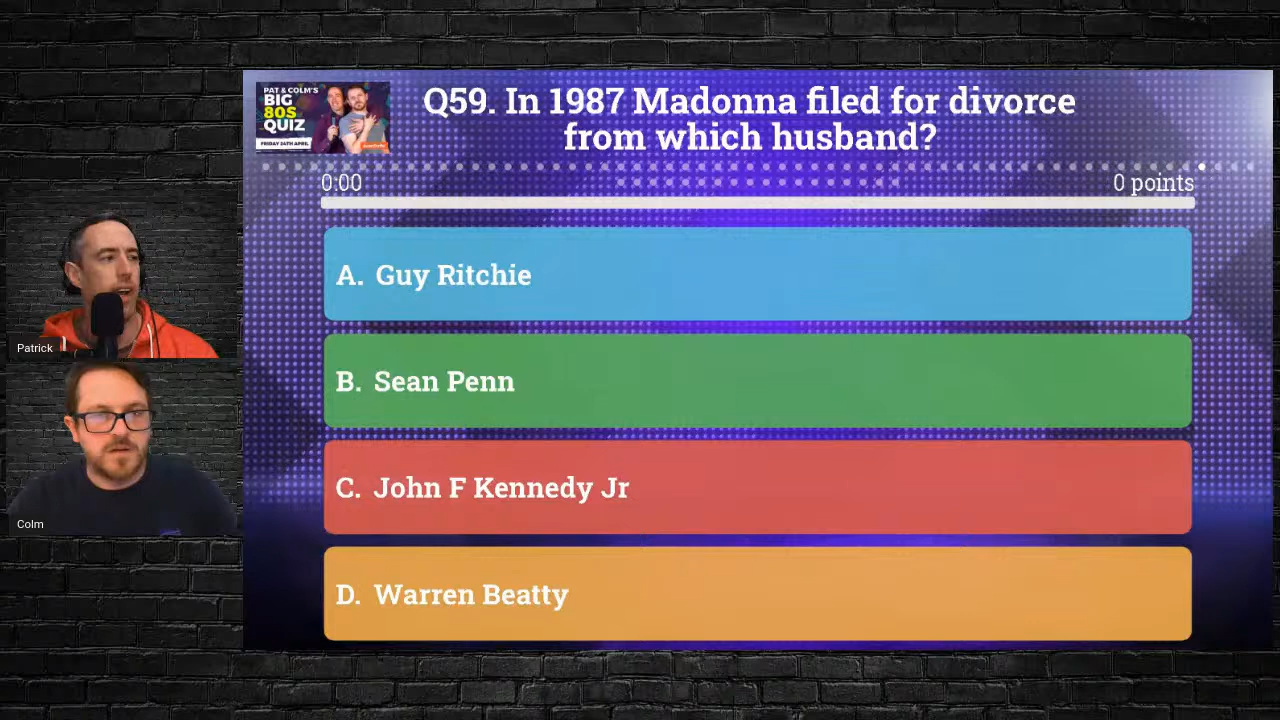 PAT & COLM'S
BIG
80S
QUIZ
FRIDAY 24TH APRIL
Q59. In 1987 Madonna filed for divorce
from which husband?
0:00
0 points
A. Guy Ritchie
B. Sean Penn
C. John F Kennedy Jr
D. Warren Beatty
Patrick
Colm